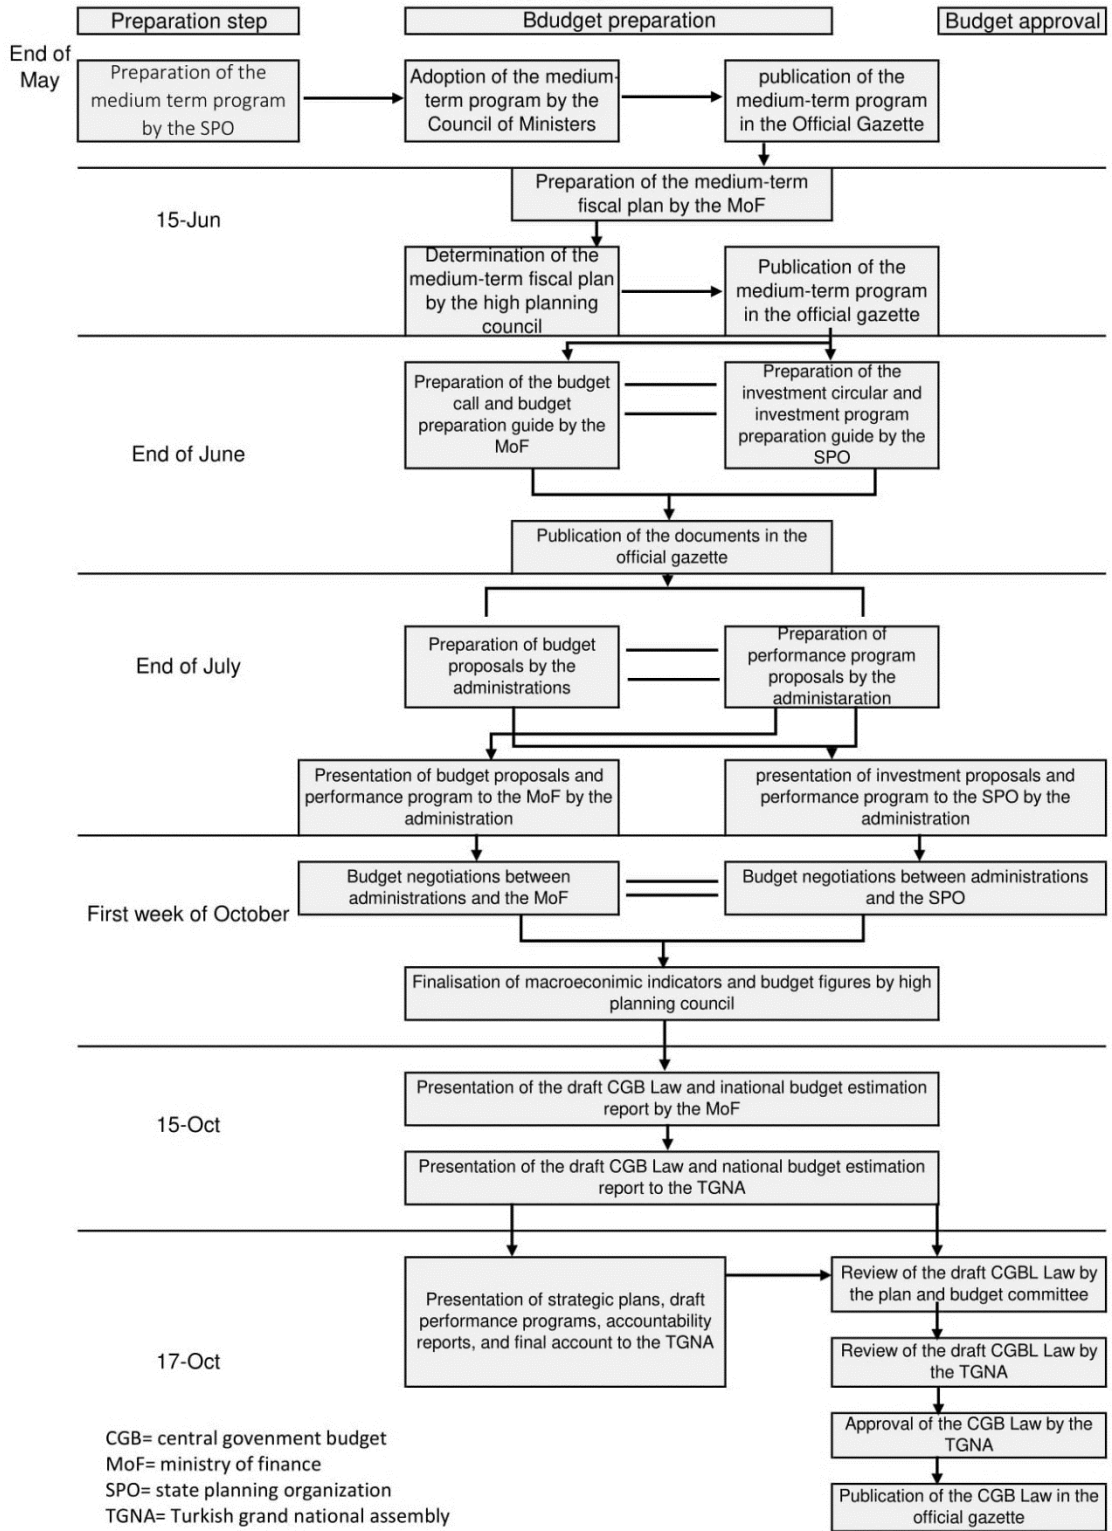 Preparation step
Bdudget preparation
Budget approval
End of
May
Preparation of the
medium term program
by the SPO
Adoption of the medium-
term program by the
Council of Ministers
publication of the
medium-term program
in the Official Gazette
Preparation of the medium-term
fiscal plan by the MoF
15-Jun
Determination of the
medium-term fiscal plan
by the high planning
council
Publication of the
medium-term program
in the official gazette
Preparation of the budget
call and budget
preparation guide by the
MoF
Preparation of the
investment circular and
investment program
preparation guide by the
SPO
End of June
Publication of the documents in the
official gazette
End of July
Preparation of budget
proposals by the
administrations
Preparation of
performance program
proposals by the
administaration
Presentation of budget proposals and
performance program to the MoF by the
administration
presentation of investment proposals and
performance program to the SPO by the
administration
First week of October
Budget negotiations between
administrations and the MoF
Budget negotiations between administrations
and the SPO
Finalisation of macroeconimic indicators and budget figures by high
planning council
15-Oct
Presentation of the draft CGB Law and inational budget estimation
report by the MoF
Presentation of the draft CGB Law and national budget estimation
report to the TGNA
17-Oct
Presentation of strategic plans, draft
performance programs, accountability
reports, and final account to the TGNA
Review of the draft CGBL Law by
the plan and budget committee
Review of the draft CGBL Law by
the TGNA
Approval of the CGB Law by the
TGNA
Publication of the CGB Law in the
official gazette
CGB= central govenment budget
MoF= ministry of finance
SPO= state planning organization
TGNA= Turkish grand national assembly